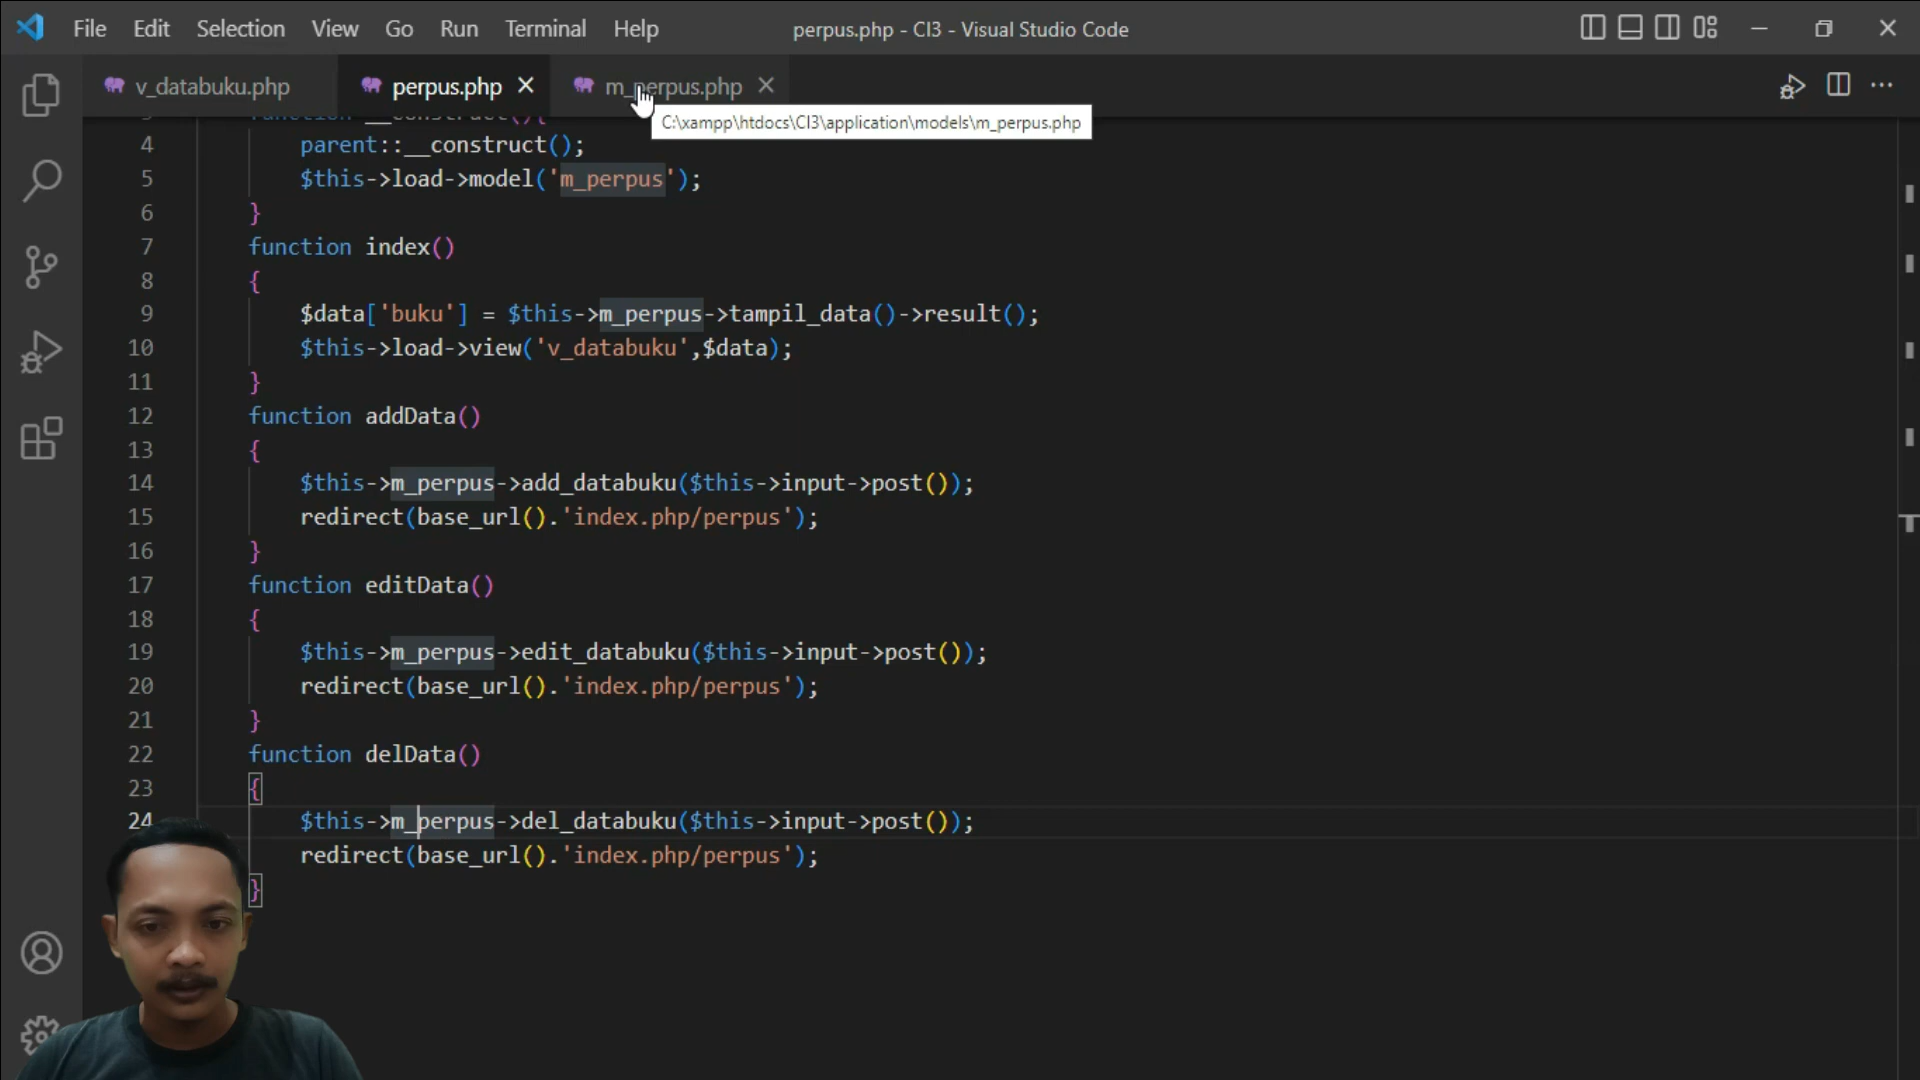 File Edit Selection View Go Run Terminal Help
perpus.php - CI3 - Visual Studio Code
v_databuku.php
perpus.php
m_perpus.php
C:\xampp\htdocs\CI3\application\models\m_perpus.php
4 parent::__construct();
5 $this->load->model('m_perpus');
6 }
7 function index()
8 {
9 $data['buku'] = $this->m_perpus->tampil_data()->result();
10 $this->load->view('v_databuku',$data);
11 }
12 function addData()
13 {
14 $this->m_perpus->add_databuku($this->input->post());
15 redirect(base_url().'index.php/perpus');
16 }
17 function editData()
18 {
19 $this->m_perpus->edit_databuku($this->input->post());
20 redirect(base_url().'index.php/perpus');
21 }
22 function delData()
23 {
24 $this->m_perpus->del_databuku($this->input->post());
redirect(base_url().'index.php/perpus');
}